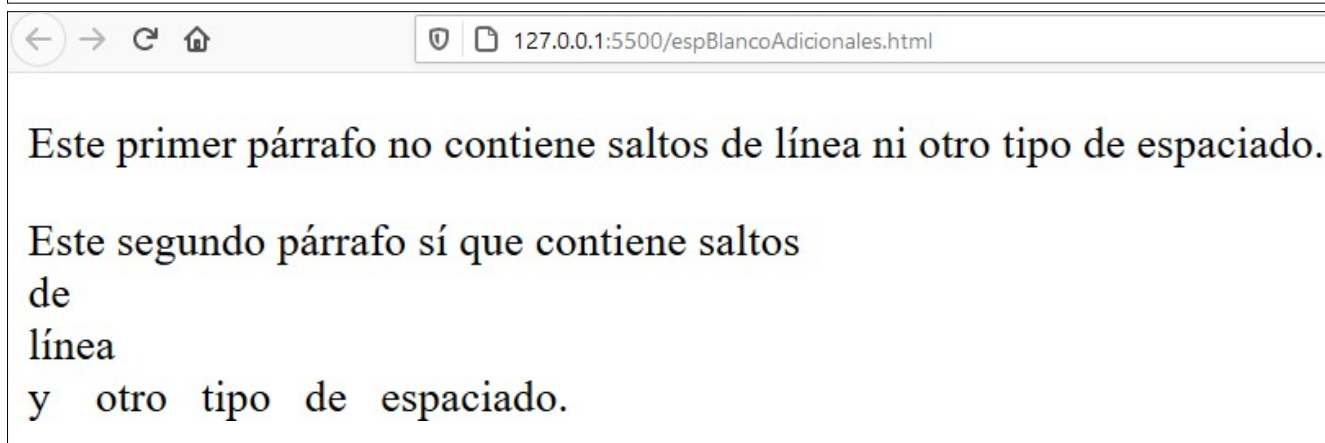 127.0.0.1:5500/espBlancoAdicionales.html
Este primer párrafo no contiene saltos de línea ni otro tipo de espaciado.
Este segundo párrafo sí que contiene saltos
de
línea
y otro tipo de espaciado.